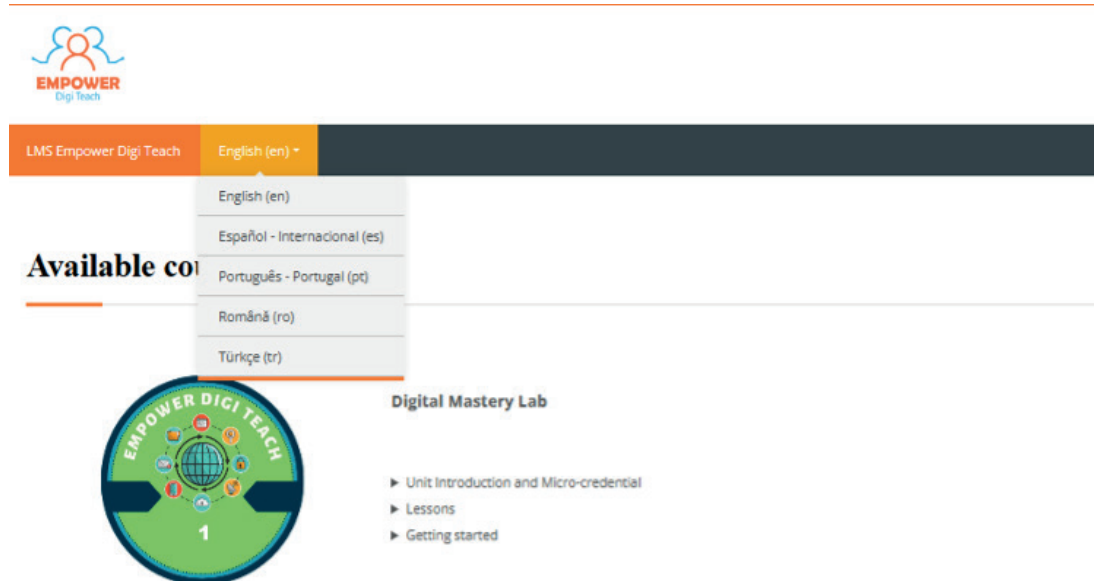 EMPOWER
Digi Teach
LMS Empower Digi Teach
English (en)
English (en)
Español - Internacional (es)
Available cou
Português - Portugal (pt)
Română (ro)
Türkçe (tr)
EMPOWER DIGI TEACH
1
Digital Mastery Lab
Unit Introduction and Micro-credential
Lessons
Getting started